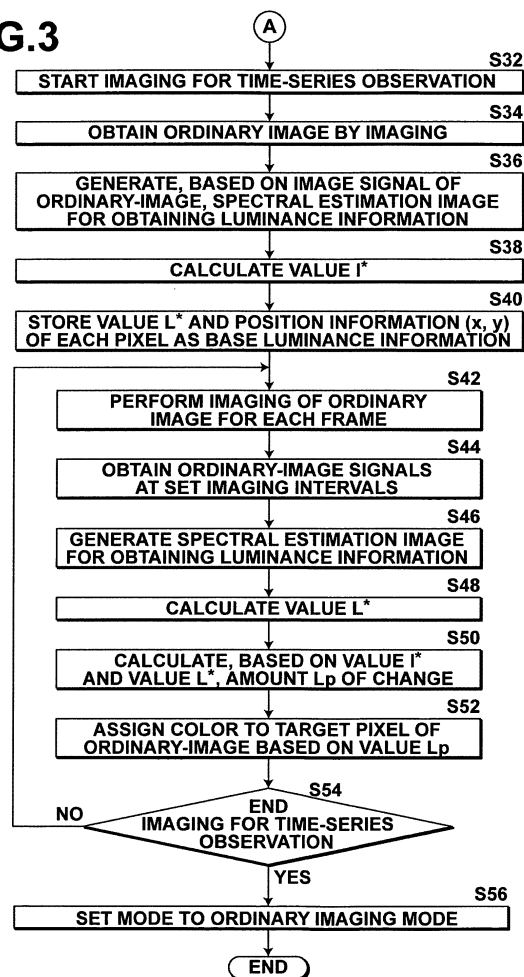 G.3
A
S32
START IMAGING FOR TIME-SERIES OBSERVATION
S34
OBTAIN ORDINARY IMAGE BY IMAGING
S36
GENERATE, BASED ON IMAGE SIGNAL OF
ORDINARY-IMAGE, SPECTRAL ESTIMATION IMAGE
FOR OBTAINING LUMINANCE INFORMATION
S38
CALCULATE VALUE l*
S40
STORE VALUE L* AND POSITION INFORMATION (x, y)
OF EACH PIXEL AS BASE LUMINANCE INFORMATION
S42
PERFORM IMAGING OF ORDINARY
IMAGE FOR EACH FRAME
S44
OBTAIN ORDINARY-IMAGE SIGNALS
AT SET IMAGING INTERVALS
S46
GENERATE SPECTRAL ESTIMATION IMAGE
FOR OBTAINING LUMINANCE INFORMATION
S48
CALCULATE VALUE L*
S50
CALCULATE, BASED ON VALUE l*
AND VALUE L*, AMOUNT Lp OF CHANGE
S52
ASSIGN COLOR TO TARGET PIXEL OF
ORDINARY-IMAGE BASED ON VALUE Lp
S54
END
IMAGING FOR TIME-SERIES
OBSERVATION
NO
YES
S56
SET MODE TO ORDINARY IMAGING MODE
END